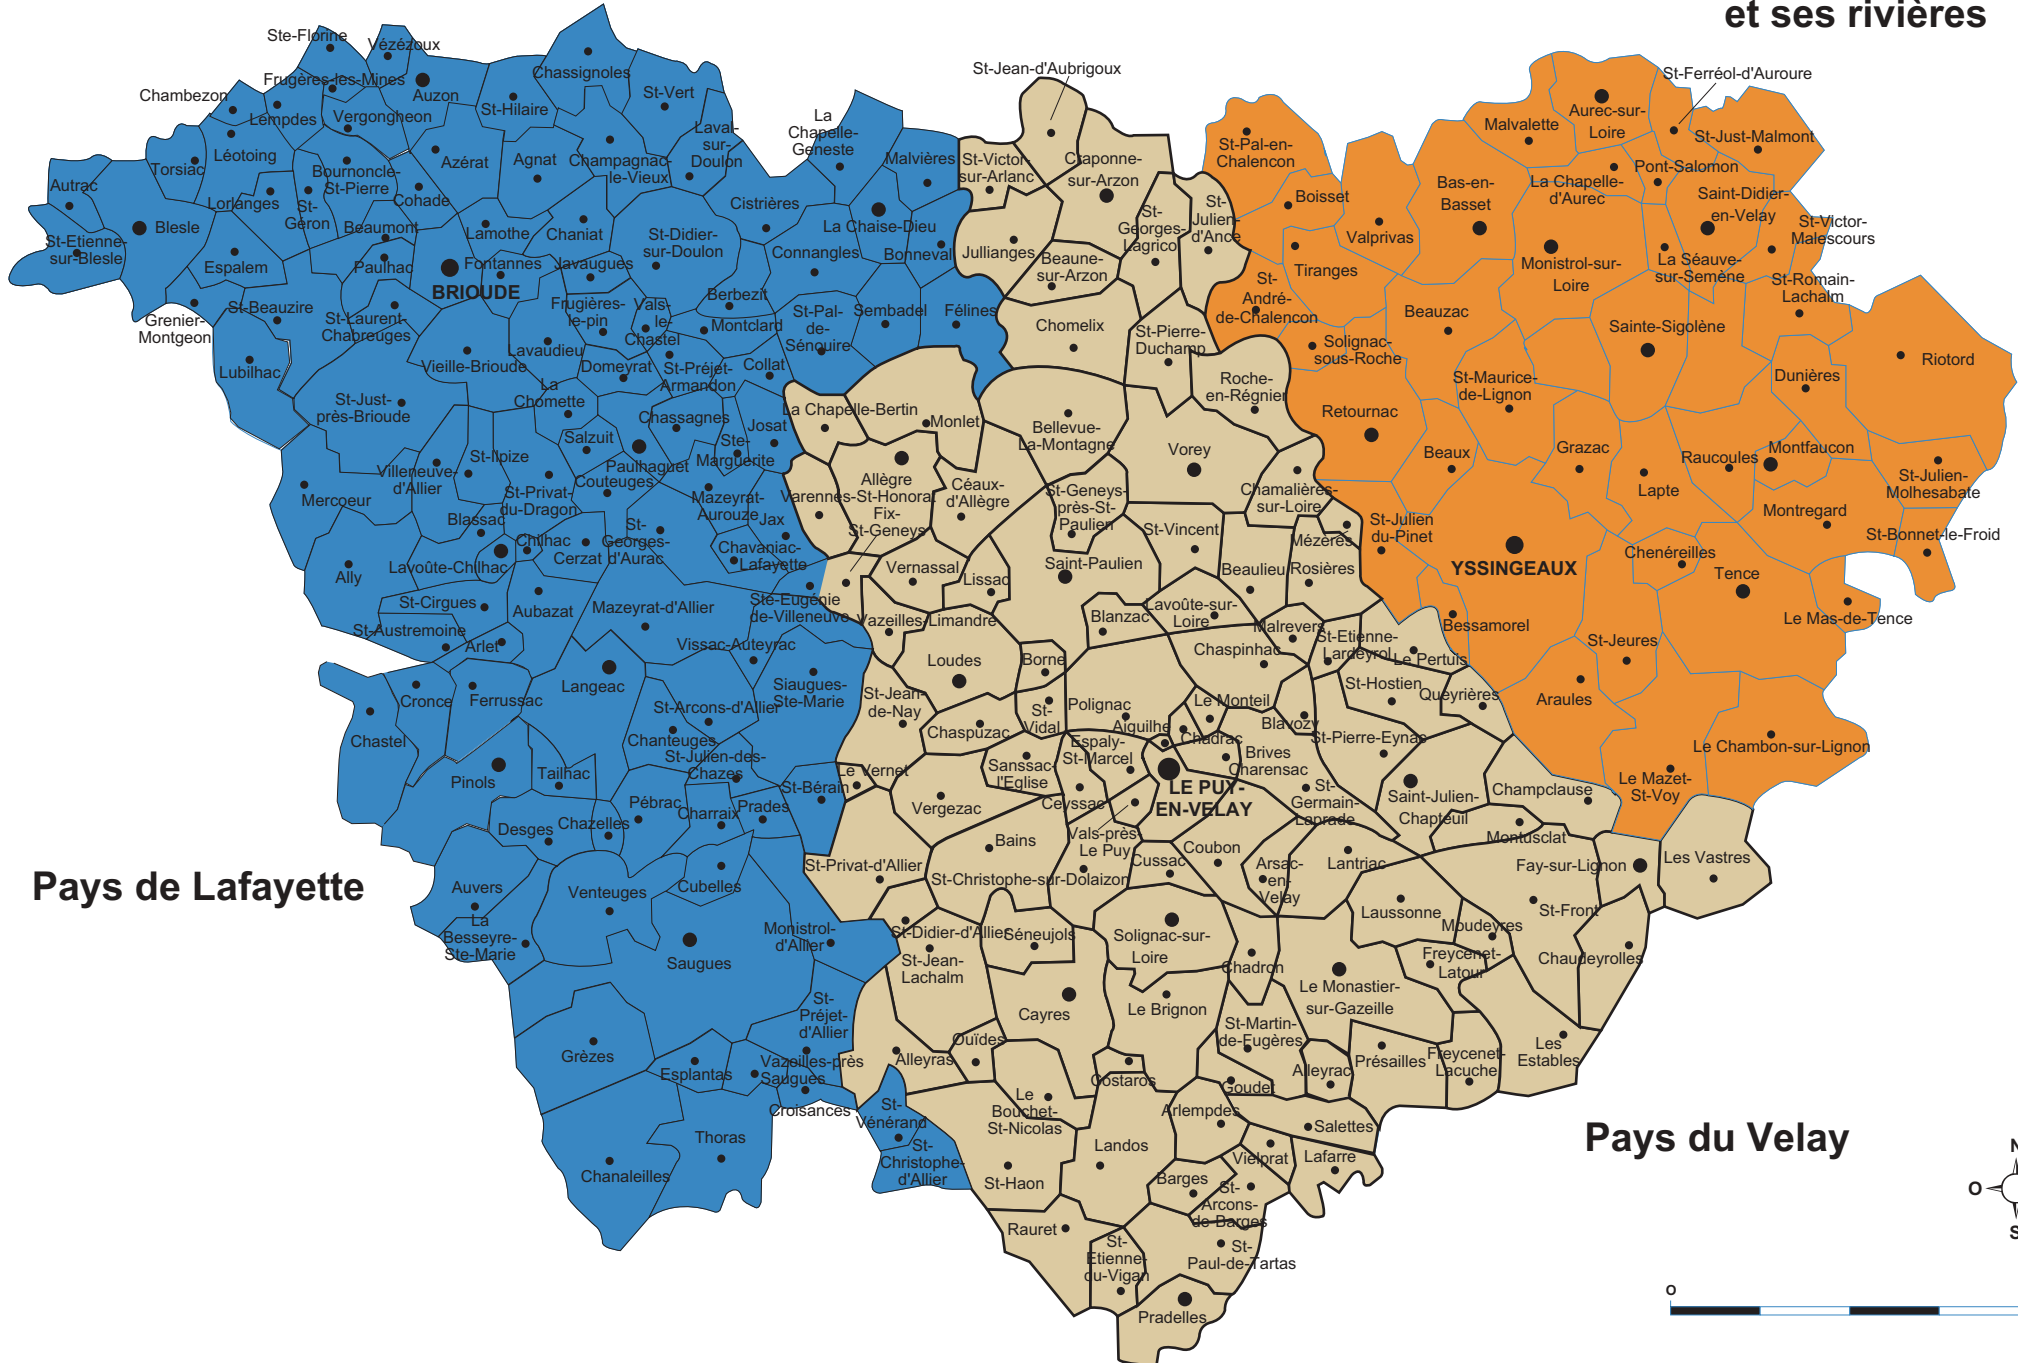 et ses rivières
Ste-Florine
Vézézoux
Frugères-les-Mines
Auzon
Chassignoles
Chambezon
Lempdes
Vergongheon
St-Hilaire
St-Vert
Léotoing
Torsiac
Bournoncle-
St-Pierre
Azérat
Agnat
Champagnac-
le-Vieux
Laval-
sur-
Doulon
La
Chapelle-
Geneste
Malvières
Autrac
Lorlanges
St-
Géron
Cohade
Beaumont
Blesle
St-Etienne-
sur-Blesle
Espalem
Paulhac
Lamothe
Chaniat
Cistrières
La Chaise-Dieu
St-Didier-
sur-Doulon
Connangles
Bonneval
BRIOUDE
Fontannes
Javaugues
Grenier-
Montgeon
St-Beauzire
St-Laurent-
Chabreuges
Frugières-
le-pin
Vals-
le-
Chastel
Berbezit
Montclard
St-Pal-
de-
Sénouire
Sembadel
Félines
Lubilhac
Vieille-Brioude
Lavaudieu
Domeyrat
St-Préjet-
Armandon
Collat
St-Just-
près-Brioude
La
Chomette
Chassagnes
Josat
Salzuit
Paulhaguet
Ste-
Marguerite
Villeneuve-
d'Allier
St-Ilpize
St-Privat-
du-Dragon
Couteuges
Mazeyrat-
Aurouze
Mercoeur
Blassac
Chilhac
Cerzat
St-
Georges-
d'Aurac
Jax
Chavaniac-
Lafayette
Ally
Lavoûte-Chilhac
St-Cirgues
Aubazat
Mazeyrat-d'Allier
Ste-Eugénie
de-Villeneuve
St-Austremoine
Arlet
Vissac-Auteyrac
Langeac
Siaugues-
Ste-Marie
Cronce
Ferrussac
St-Arcons-d'Allier
Chastel
Chanteuges
St-Julien-des-
Chazes
Pinols
Tailhac
St-Bérain
Pébrac
Charraix
Prades
Desges
Chazelles
Auvers
Venteuges
Cubelles
La
Besseyre-
Ste-Marie
Monistrol-
d'Allier
Saugues
St-
Préjet-
d'Allier
Grèzes
Esplantas
Vazeilles-près
Saugues
Croisances
Thoras
Chanaleilles
St-
Vénérand
St-
Christophe-
d'Allier
Pays de Lafayette
St-Jean-d'Aubrigoux
St-Victor-
sur-Arlanc
Craponne-
sur-Arzon
St-
Georges-
Lagricol
St-
Julien-
d'Ance
Jullianges
Beaune-
sur-Arzon
Chomelix
St-Pierre-
Duchamp
Roche-
en-Régnier
La Chapelle-Bertin
Monlet
Bellevue-
La-Montagne
Vorey
Allègre
Céaux-
d'Allègre
Varennes-St-Honorat
Fix-
St-Geneys
St-Geneys-
près-St-
Paulien
Chamalières-
sur-Loire
St-Vincent
Mézères
Vernassal
Lissac
Saint-Paulien
Beaulieu
Rosières
Vazeilles-Limandre
Blanzac
Lavoûte-sur-
Loire
Malrevers
St-Etienne-
Lardeyrol
Le Pertuis
Loudes
Borne
Chaspinhac
St-Hostien
Queyrières
St-Jean-
de-Nay
St-
Vidal
Polignac
Le Monteil
Chaspuzac
Aiguilhe
Chadrac
Blavozy
St-Pierre-Eynac
Espaly-
St-Marcel
Brives
Charensac
Le Vernet
Sanssac-
l'Eglise
LE PUY-
EN-VELAY
Ceyssac
St-
Germain-
Laprade
Saint-Julien-
Chapteuil
Champclause
Vergezac
Bains
Vals-près-
Le Puy
Coubon
Montusclat
St-Privat-d'Allier
Cussac
Arsac-
en-
Velay
Lantriac
Fay-sur-Lignon
Les Vastres
St-Christophe-sur-Dolaizon
St-Didier-d'Allier
Séneujols
Solignac-sur-
Loire
Laussonne
St-Front
Moudeyres
St-Jean-
Lachalm
Chadron
Freycenet-
Latour
Chaudeyrolles
Cayres
Le Brignon
Le Monastier-
sur-Gazeille
Ouïdes
Alleyras
St-Martin-
de-Fugères
Présailles
Freycenet-
Lacuche
Les
Estables
Costaros
Goudet
Alleyrac
Le
Bouchet-
St-Nicolas
Arlempdes
Salettes
Landos
Vielprat
Lafarre
St-Haon
Barges
St-
Arcons-
de-Barges
Rauret
St-
Etienne-
du-Vigan
St-
Paul-de-Tartas
Pradelles
Pays du Velay
St-Ferréol-d'Auroure
Aurec-sur-
Loire
Malvalette
St-Just-Malmont
St-Pal-en-
Chalencon
Pont-Salomon
La Chapelle-
d'Aurec
Bas-en-
Basset
Boisset
Saint-Didier-
en-Velay
Valprivas
St-Victor-
Malescours
Tiranges
Monistrol-sur-
Loire
La Séauve-
sur-Semène
St-
André-
de-Chalencon
St-Romain-
Lachalm
Beauzac
Sainte-Sigolène
Solignac-
sous-Roche
Riotord
St-Maurice-
de-Lignon
Dunières
Retournac
Beaux
Grazac
Raucoules
Montfaucon
Lapte
St-Julien-
Molhesabate
Montregard
St-Julien
du-Pinet
St-Bonnet-le-Froid
YSSINGEAUX
Chenéreilles
Tence
Le Mas-de-Tence
Bessamorel
St-Jeures
Araules
Le Chambon-sur-Lignon
Le Mazet-
St-Voy
N
O
S
O